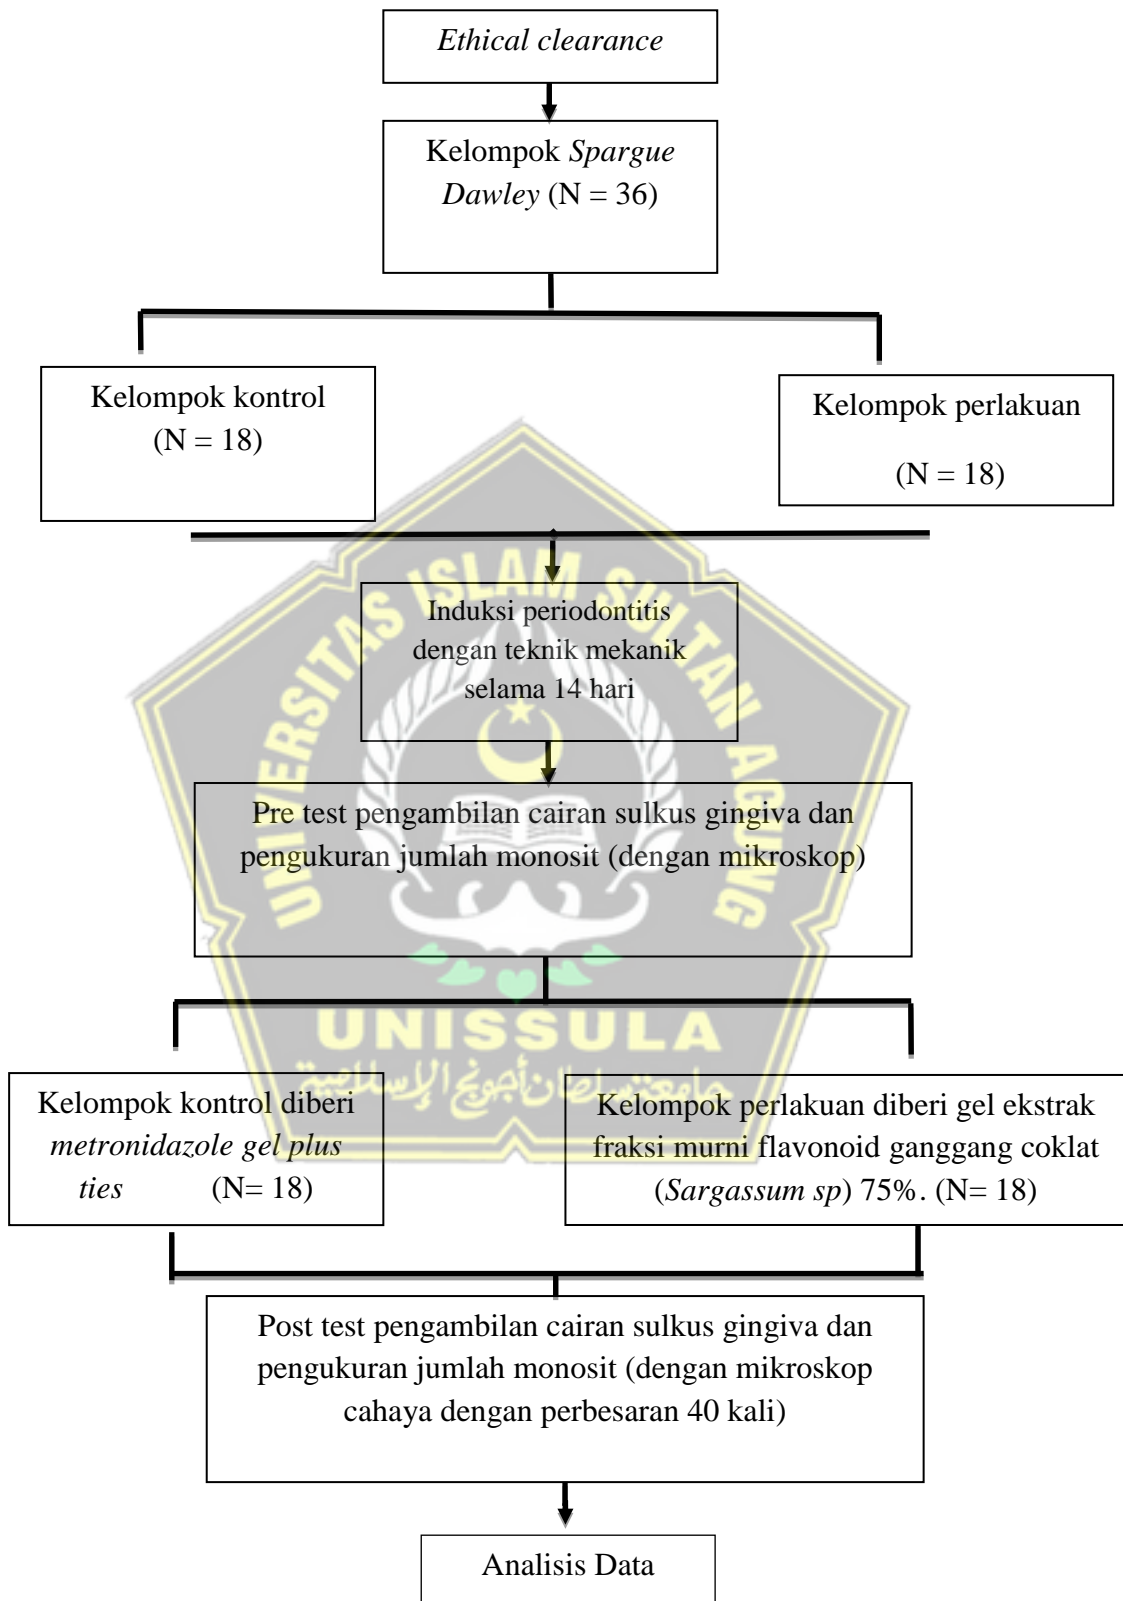 Ethical clearance
Kelompok Spargue
Dawley (N = 36)
Kelompok kontrol
(N = 18)
Kelompok perlakuan
(N = 18)
UNIVERSITAS ISLAM SULTAN AGUNG
Induksi periodontitis
dengan teknik mekanik
selama 14 hari
Pre test pengambilan cairan sulkus gingiva dan
pengukuran jumlah monosit (dengan mikroskop)
UNISSULA
جامعة سلطان أجونج الإسلامية
Kelompok kontrol diberi
metronidazole gel plus
ties (N= 18)
Kelompok perlakuan diberi gel ekstrak
fraksi murni flavonoid ganggang coklat
(Sargassum sp) 75%. (N= 18)
Post test pengambilan cairan sulkus gingiva dan
pengukuran jumlah monosit (dengan mikroskop
cahaya dengan perbesaran 40 kali)
Analisis Data